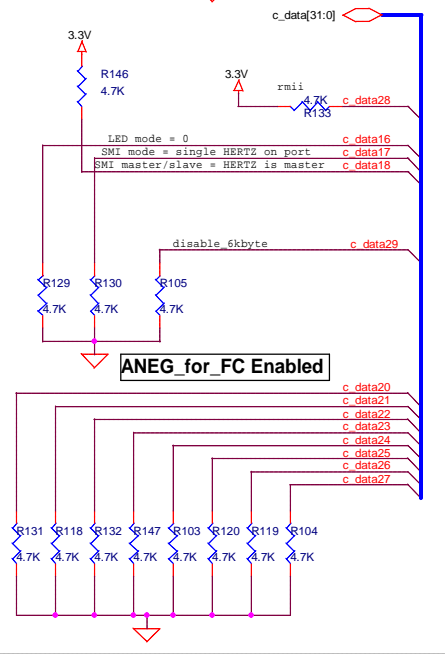 c_data[31:0]
3.3V
R146
4.7K
3.3V
rmii
4.7K
R133
c_data28
LED mode = 0
c_data16
SMI mode = single HERTZ on port
c_data17
SMI master/slave = HERTZ is master
c_data18
disable_6kbyte
c_data29
R129
R130
R105
4.7K
4.7K
4.7K
ANEG_for_FC Enabled
c_data20
c_data21
c_data22
c_data23
c_data24
c_data25
c_data26
c_data27
R131
R118
R132
R147
R103
R120
R119
R104
4.7K
4.7K
4.7K
4.7K
4.7K
4.7K
4.7K
4.7K